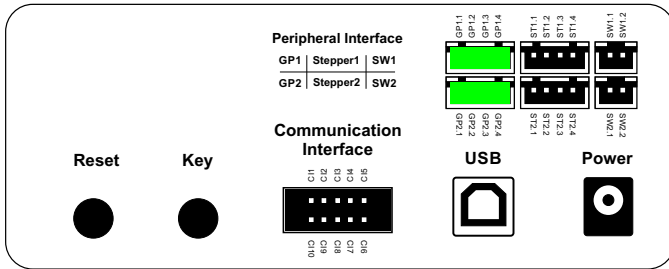 GP1.1 GP1.2 GP1.3 GP1.4 ST1.1 ST1.2 ST1.3 ST1.4 SW1.1 SW1.2
Peripheral Interface
GP1 Stepper1 SW1
GP2 Stepper2 SW2
GP2.1 GP2.2 GP2.3 GP2.4 ST2.1 ST2.2 ST2.3 ST2.4 SW2.1 SW2.2
Communication
Interface
Reset Key USB Power
CI1 CI2 CI3 CI4 CI5
CI10 CI9 CI8 CI7 CI6